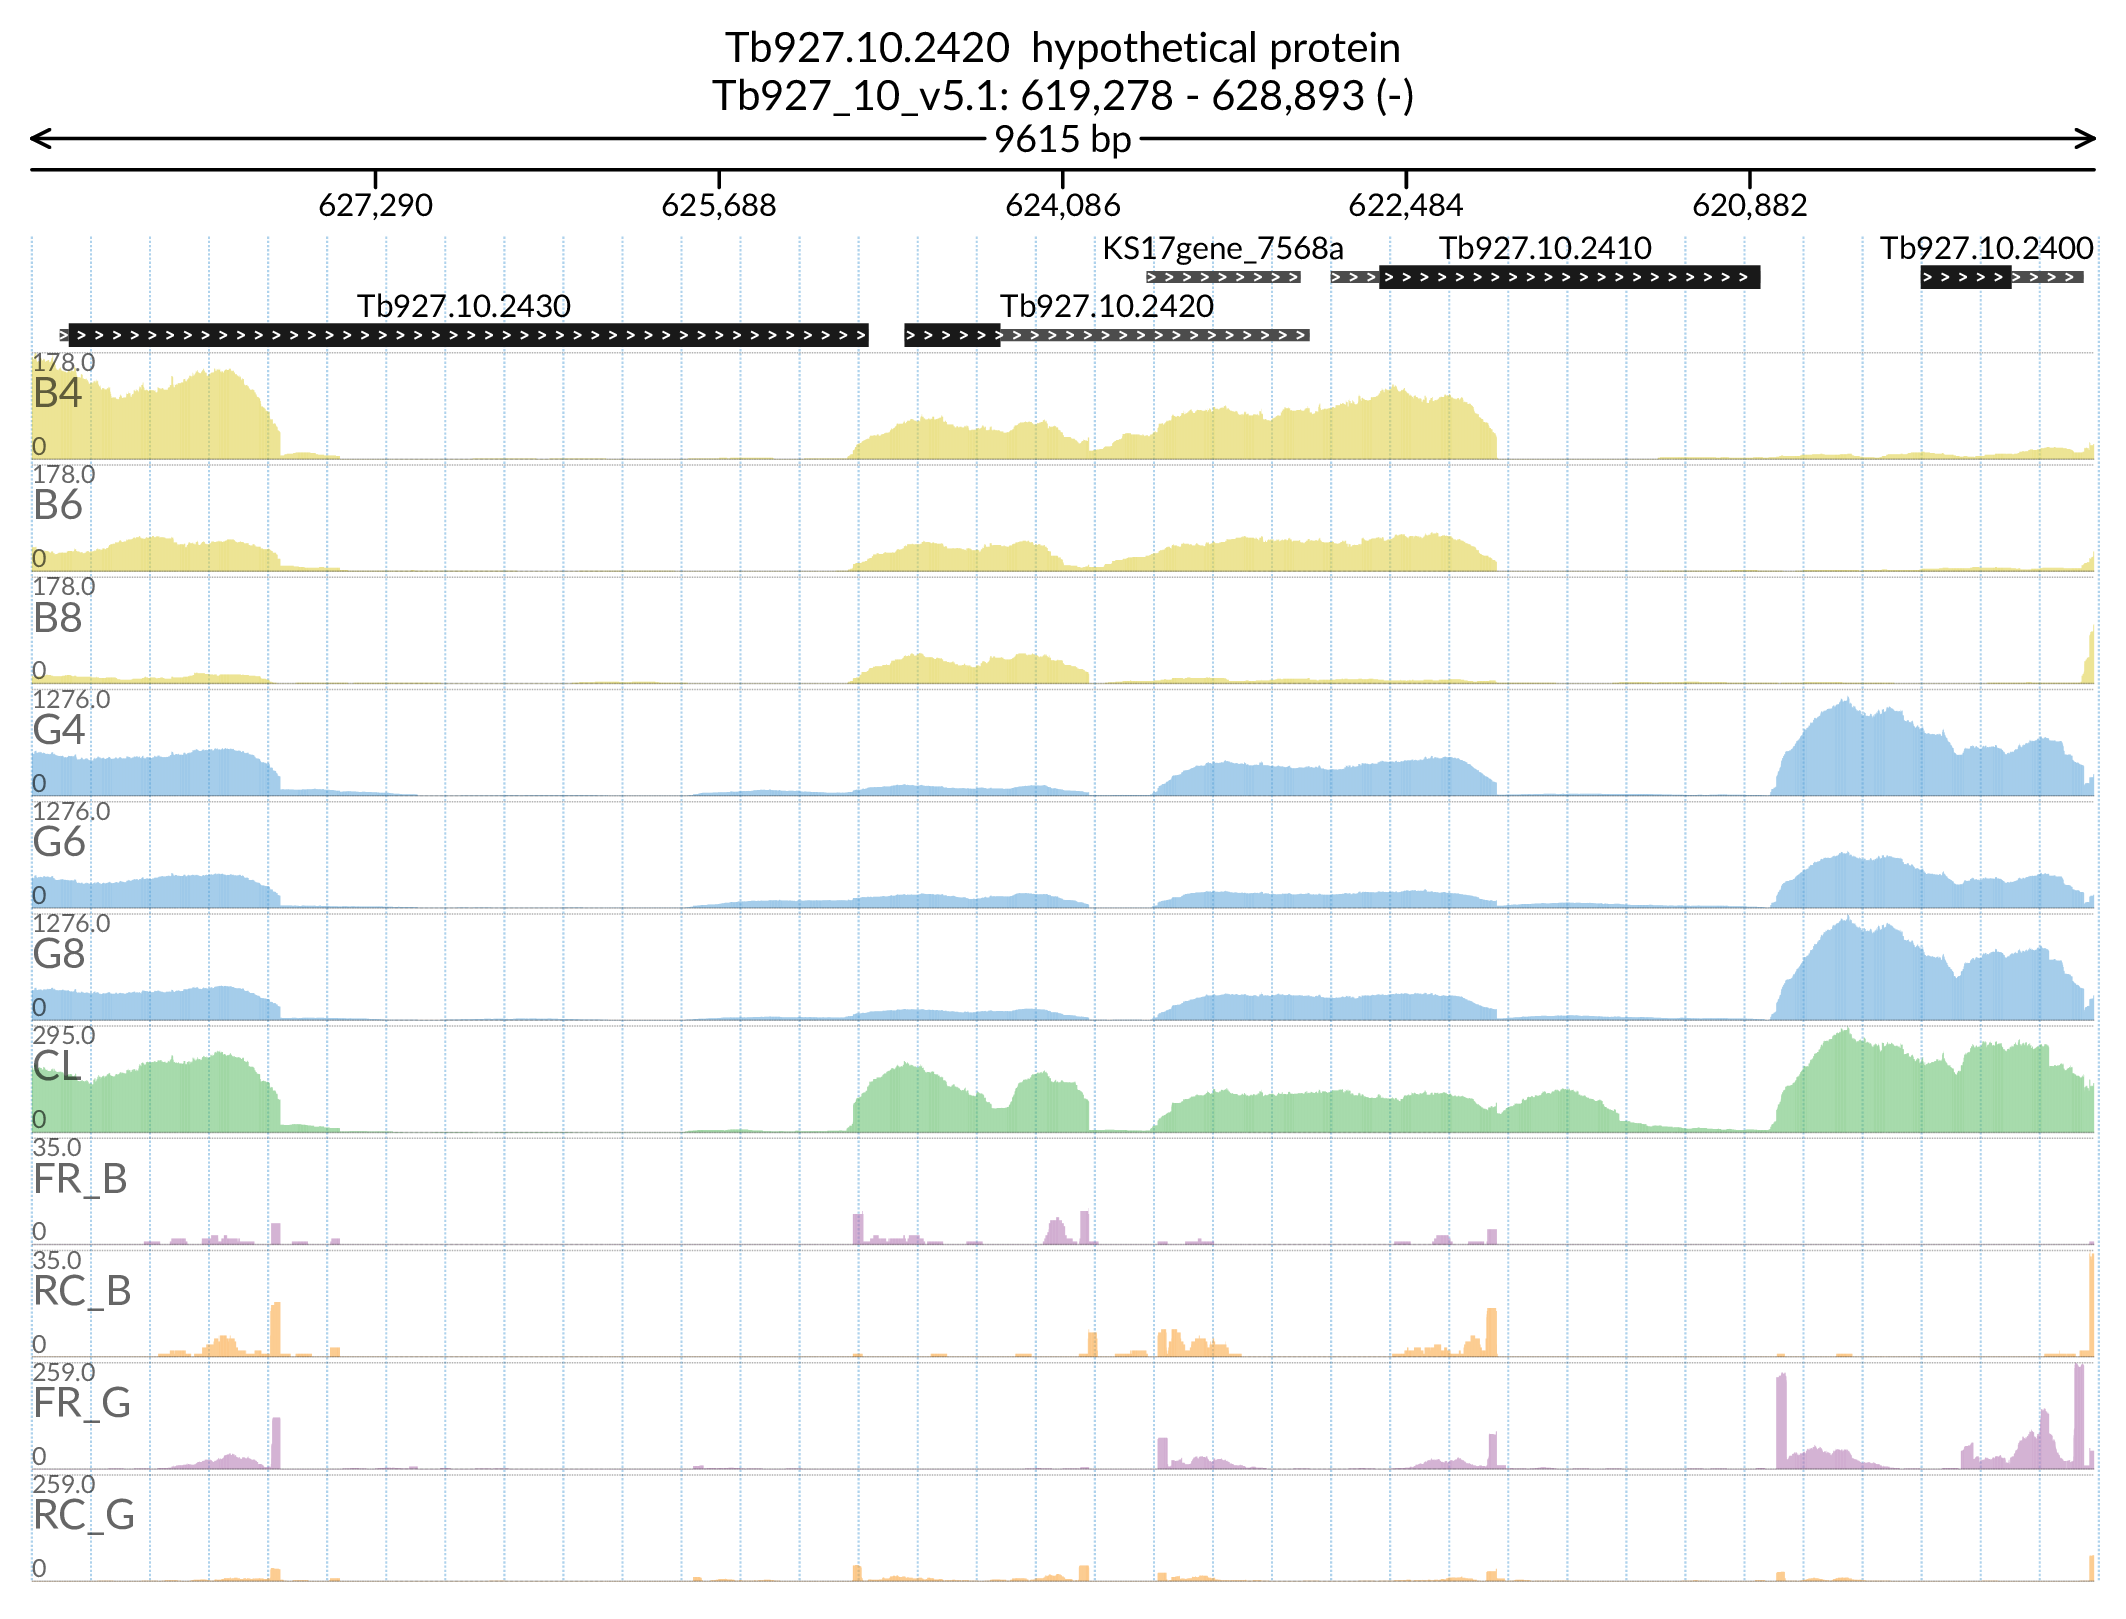 Tb927.10.2420  hypothetical protein
Tb927_10_v5.1: 619,278 - 628,893 (-)
9615 bp
627,290 625,688 624,086 622,484 620,882
KS17gene_7568a Tb927.10.2410 Tb927.10.2400
Tb927.10.2430 Tb927.10.2420
178.0
B4
0
178.0
B6
0
178.0
B8
0
1276.0
G4
0
1276.0
G6
0
1276.0
G8
0
295.0
CL
0
35.0
FR_B
0
35.0
RC_B
0
259.0
FR_G
0
259.0
RC_G
0